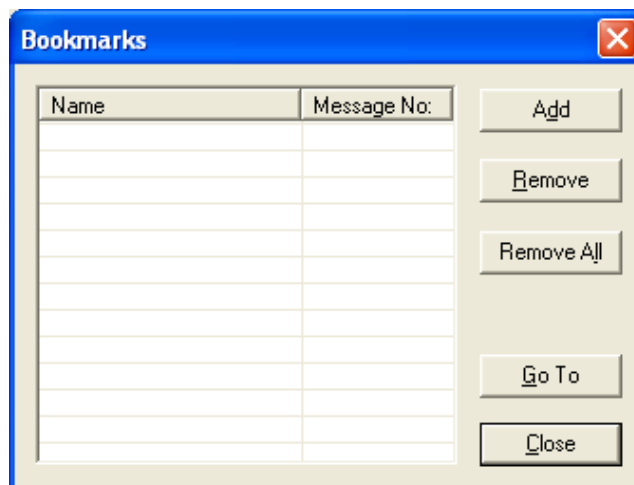 Bookmarks
Name Message No:
Add
Remove
Remove All
Go To
Close